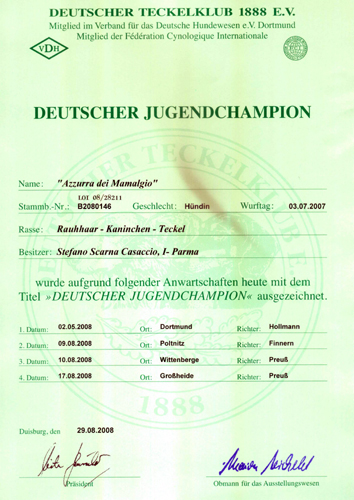 DEUTSCHER TECKELKLUB 1888 E.V.
Mitglied im Verband für das Deutsche Hundewesen e.V. Dortmund
Mitglied der Fédération Cynologique Internationale
VDH
DEUTSCHER JUGENDCHAMPION
Name: "Azzurra dei Mamalgio"
LOI 08/28211
Stammb.-Nr.: B2080146 Geschlecht: Hündin Wurftag: 03.07.2007
Rasse: Rauhhaar - Kaninchen - Teckel
Besitzer: Stefano Scarna Casaccio, I- Parma
wurde aufgrund folgender Anwartschaften heute mit dem
Titel »DEUTSCHER JUGENDCHAMPION« ausgezeichnet.
1. Datum: 02.05.2008 Ort: Dortmund Richter: Hollmann
2. Datum: 09.08.2008 Ort: Poltnitz Richter: Finnern
3. Datum: 10.08.2008 Ort: Wittenberge Richter: Preuß
4. Datum: 17.08.2008 Ort: Großheide Richter: Preuß
1888
Duisburg, den 29.08.2008
Präsident Obmann für das Ausstellungswesen